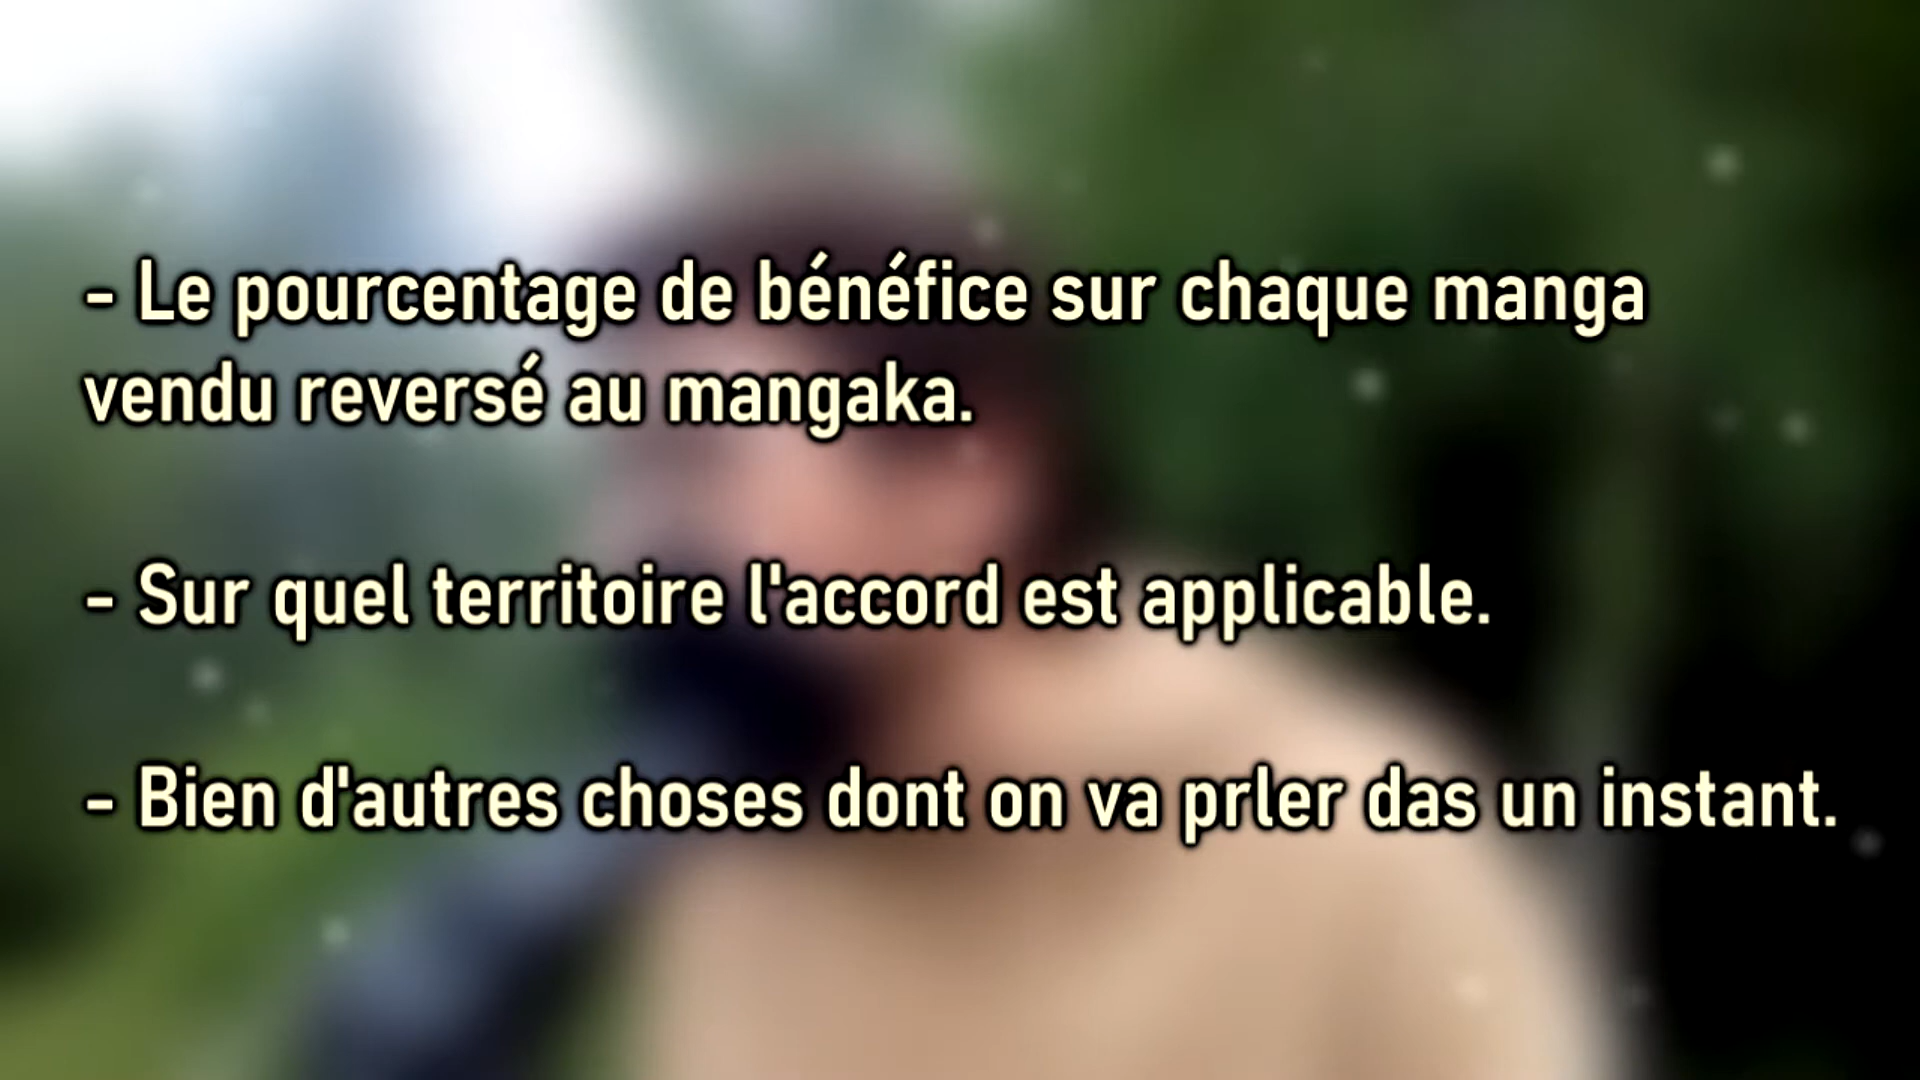 - Le pourcentage de bénéfice sur chaque manga
vendu reversé au mangaka.
- Sur quel territoire l'accord est applicable.
- Bien d'autres choses dont on va prler das un instant.